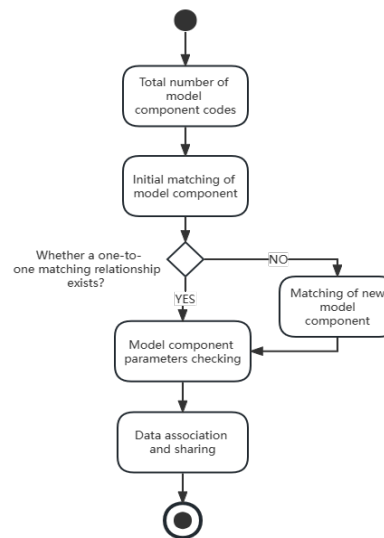 Total number of
model
component codes
Initial matching of
model component
Whether a one-to-
one matching relationship
exists?
NO
YES
Matching of new
model
component
Model component
parameters checking
Data association
and sharing